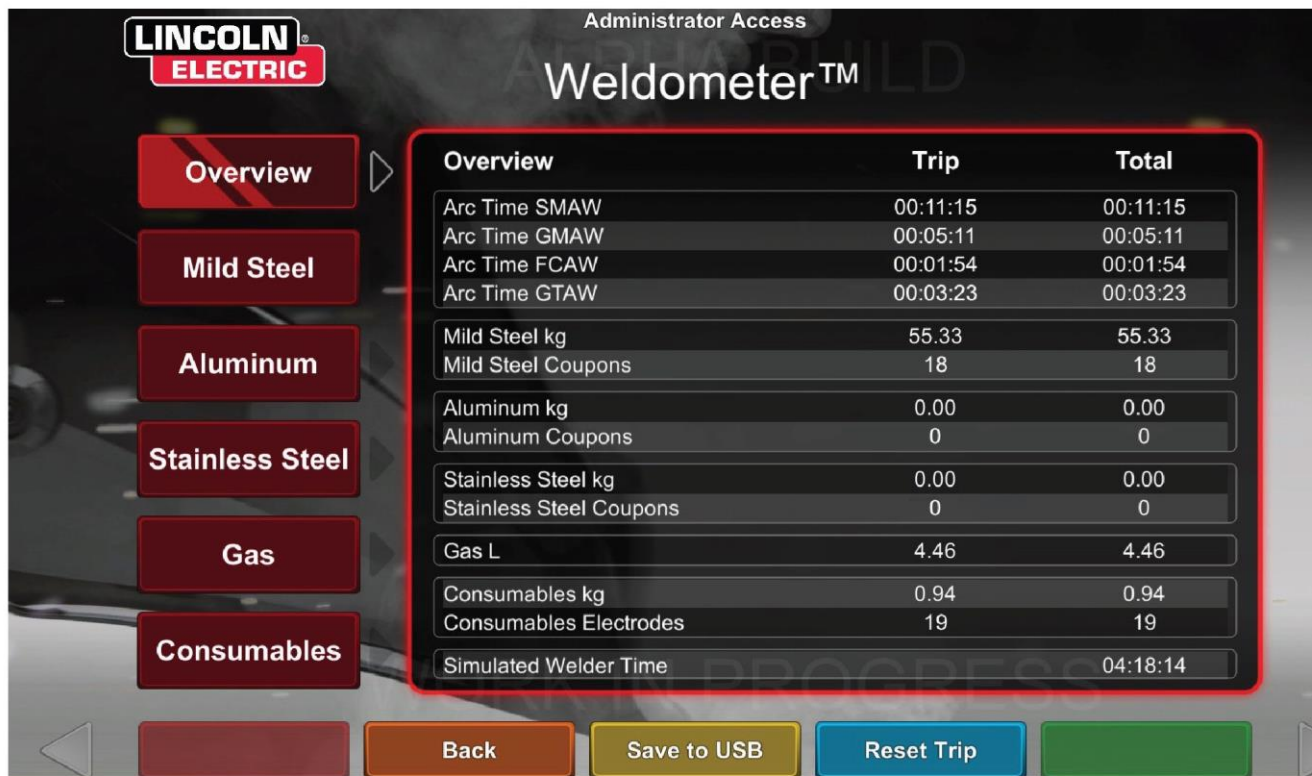 Administrator Access
LINCOLN ®
ELECTRIC
ALPHA BUILD
Weldometer™
Overview
Mild Steel
Aluminum
Stainless Steel
Gas
Consumables
Overview Trip Total
Arc Time SMAW 00:11:15 00:11:15
Arc Time GMAW 00:05:11 00:05:11
Arc Time FCAW 00:01:54 00:01:54
Arc Time GTAW 00:03:23 00:03:23
Mild Steel kg 55.33 55.33
Mild Steel Coupons 18 18
Aluminum kg 0.00 0.00
Aluminum Coupons 0 0
Stainless Steel kg 0.00 0.00
Stainless Steel Coupons 0 0
Gas L 4.46 4.46
Consumables kg 0.94 0.94
Consumables Electrodes 19 19
Simulated Welder Time 04:18:14
WORK IN PROGRESS
Back Save to USB Reset Trip